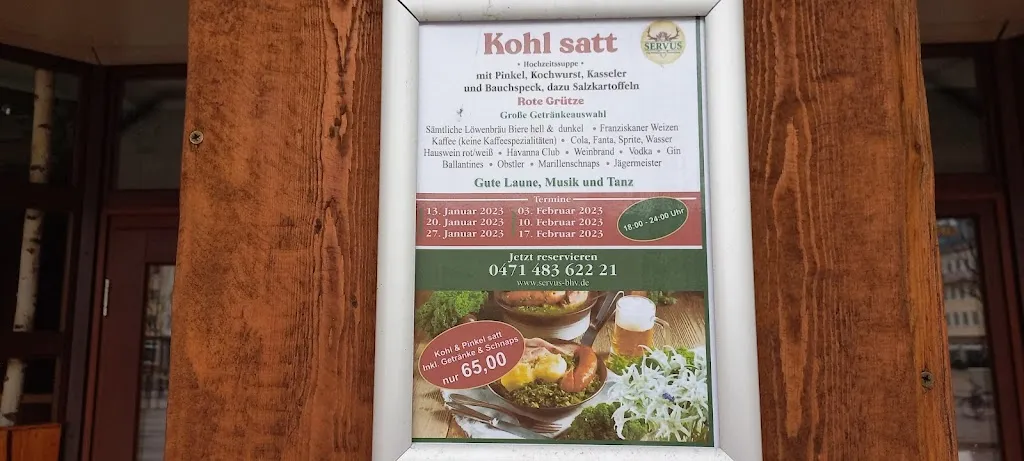 Kohl satt
SERVUS
• Hochzeitssuppe •
mit Pinkel, Kochwurst, Kasseler
und Bauchspeck, dazu Salzkartoffeln
Rote Grütze
Große Getränkeauswahl
Sämtliche Löwenbräu Biere hell & dunkel • Franziskaner Weizen
Kaffee (keine Kaffeespezialitäten) • Cola, Fanta, Sprite, Wasser
Hauswein rot/weiß • Havanna Club • Weinbrand • Vodka • Gin
Ballantines • Obstler • Marillenschnaps • Jägermeister
Gute Laune, Musik und Tanz
Termine
13. Januar 2023 03. Februar 2023
20. Januar 2023 10. Februar 2023
27. Januar 2023 17. Februar 2023
18:00 - 24:00 Uhr
Jetzt reservieren
0471 483 622 21
www.servus-bhv.de
Kohl & Pinkel satt
Inkl. Getränke & Schnaps
nur 65,00